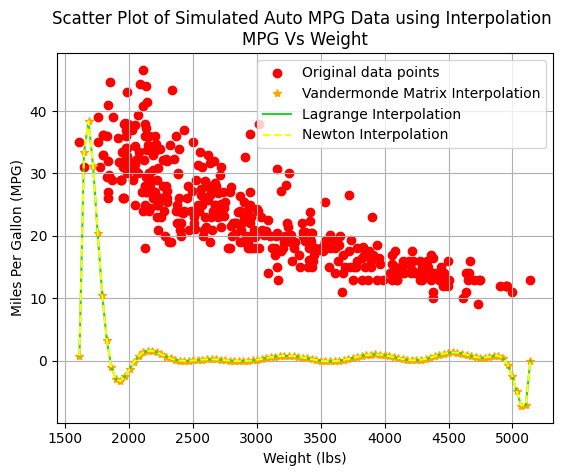 Scatter Plot of Simulated Auto MPG Data using Interpolation
MPG Vs Weight
Original data points
Vandermonde Matrix Interpolation
Lagrange Interpolation
Newton Interpolation
Miles Per Gallon (MPG)
40
30
20
10
0
1500 2000 2500 3000 3500 4000 4500 5000
Weight (lbs)